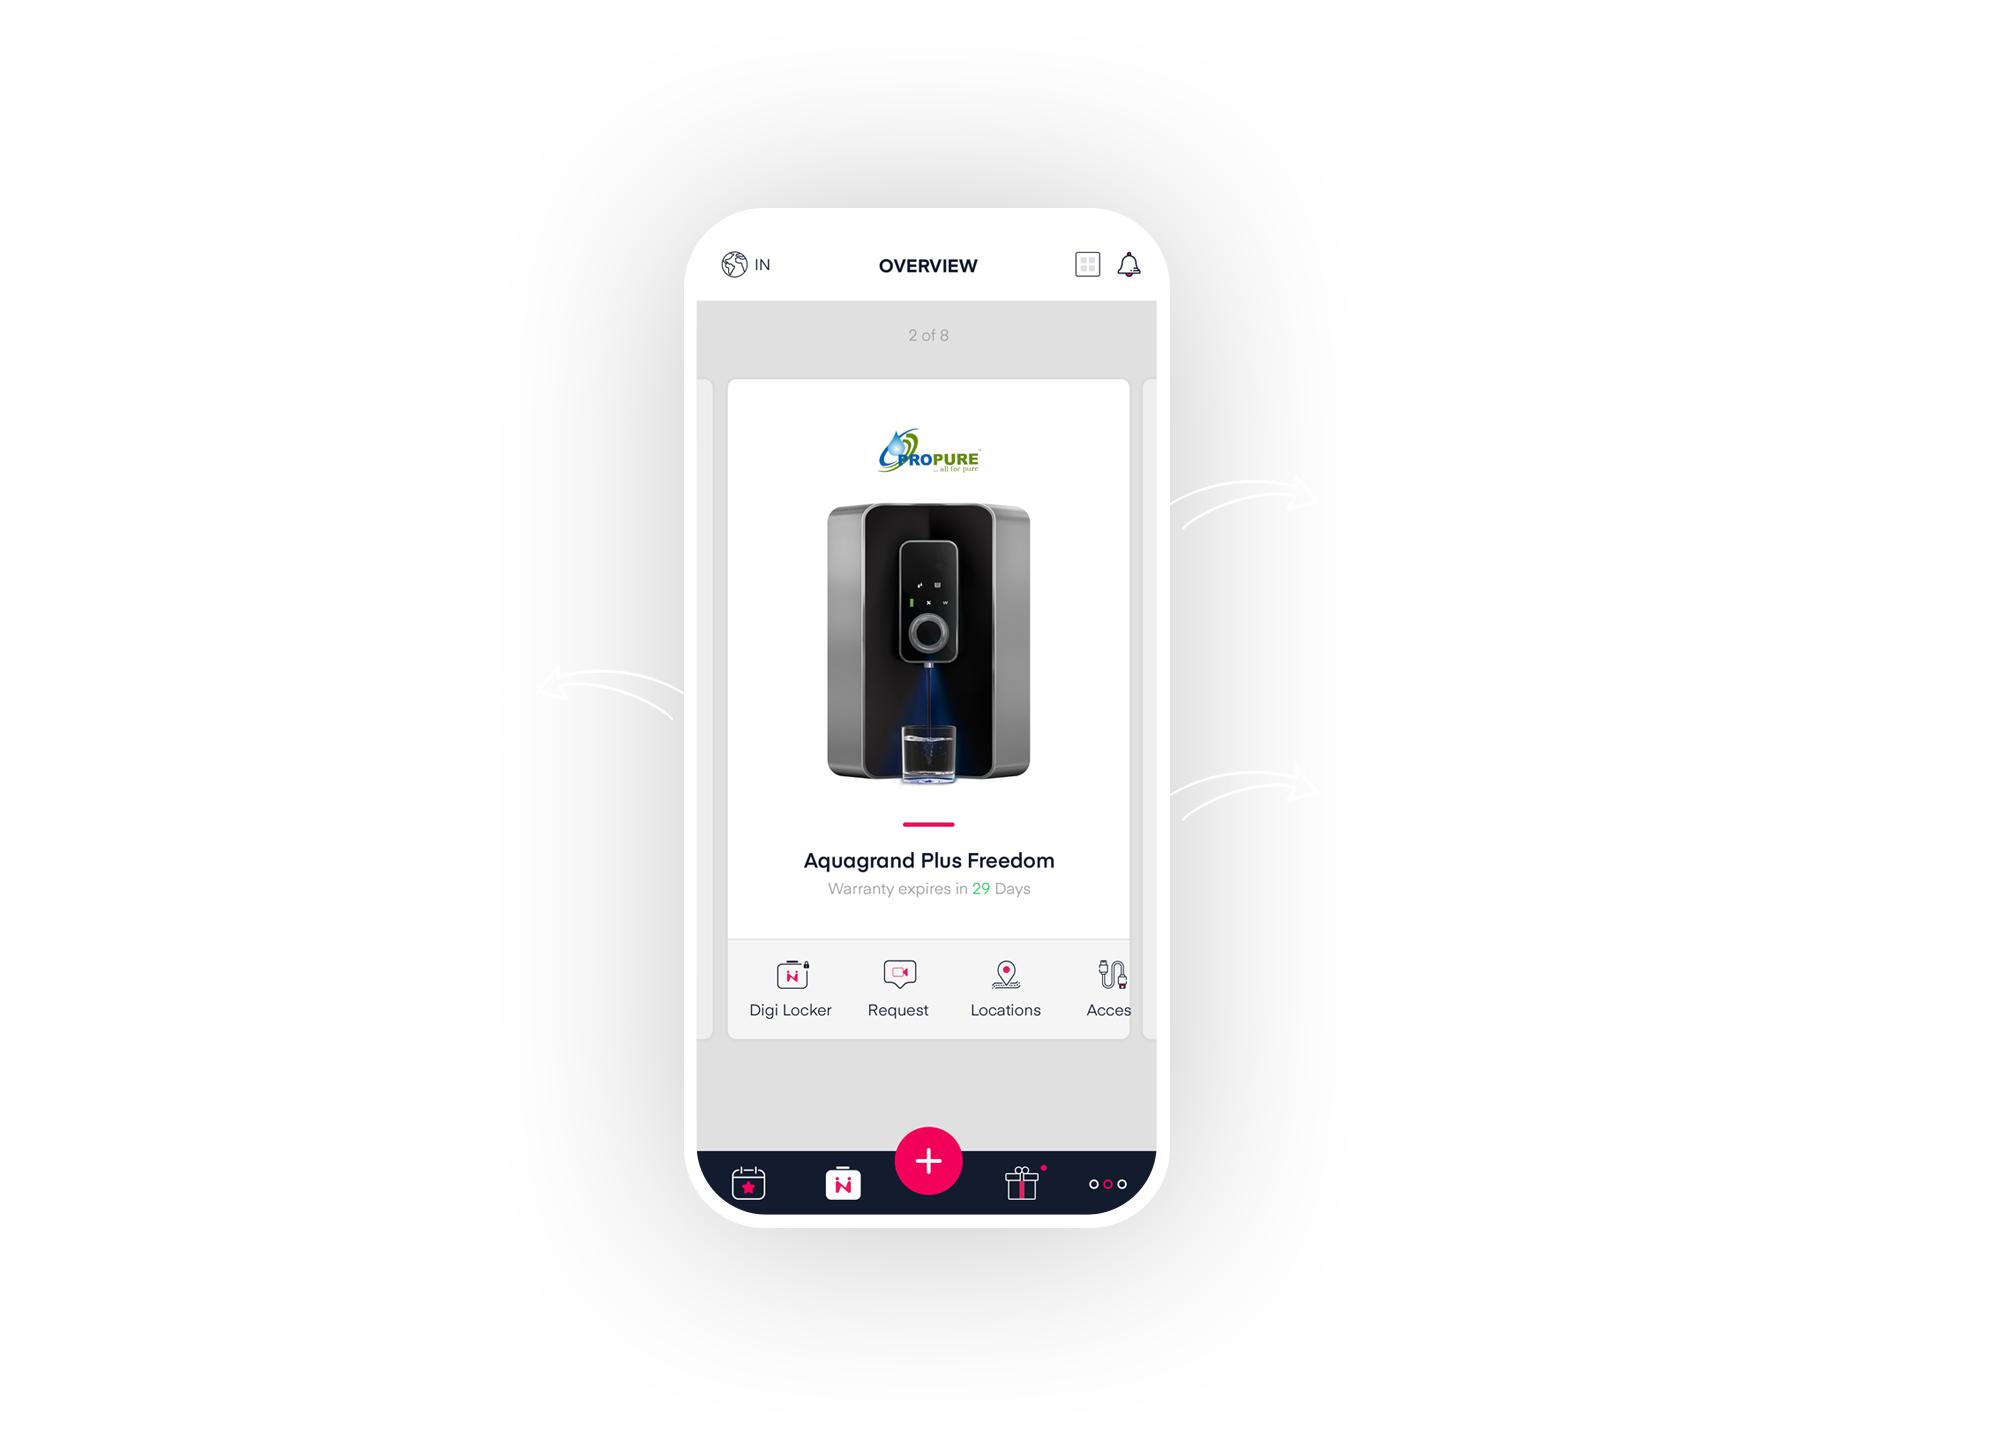 IN
OVERVIEW
2 of 8
PROPURE
... all for pure
Aquagrand Plus Freedom
Warranty expires in 29 Days
Digi Locker
Request
Locations
Acces